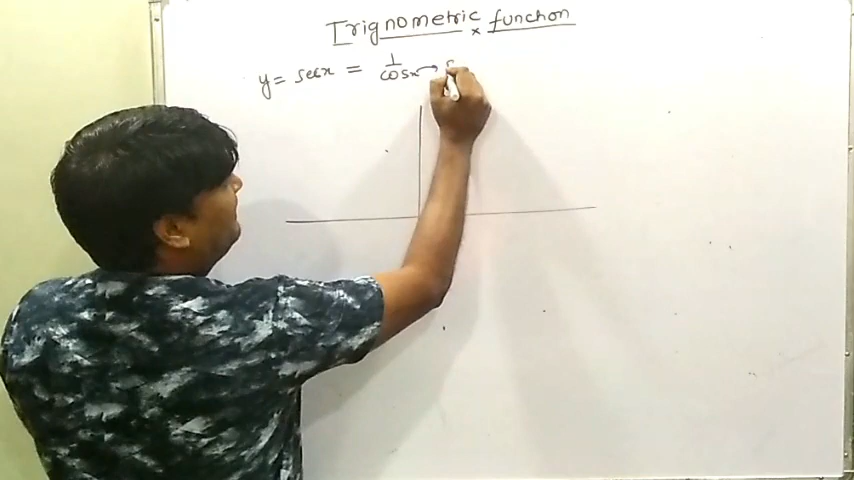 Trignometric function
y = secx = 1/cosx →